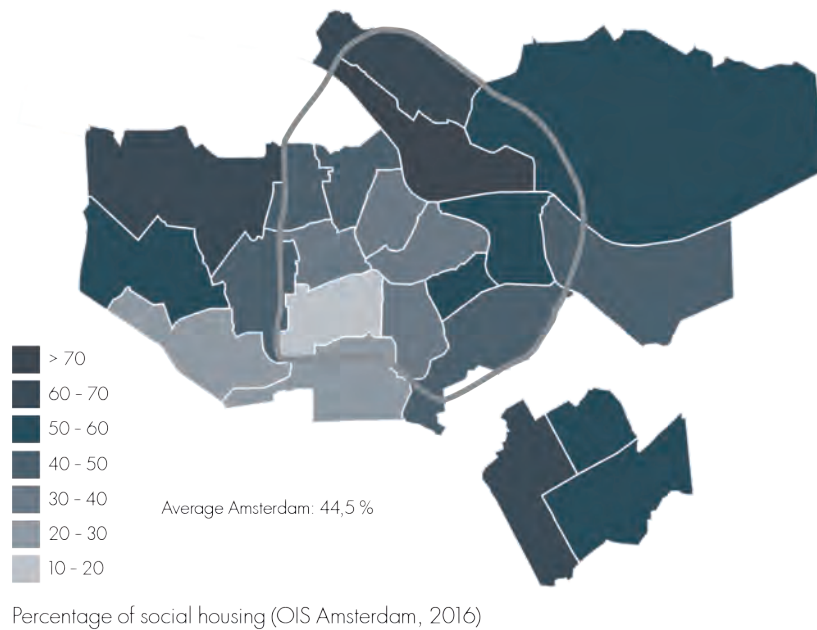 > 70
60 – 70
50 – 60
40 – 50
30 – 40
20 – 30
10 – 20
Average Amsterdam: 44,5 %
Percentage of social housing (OIS Amsterdam, 2016)